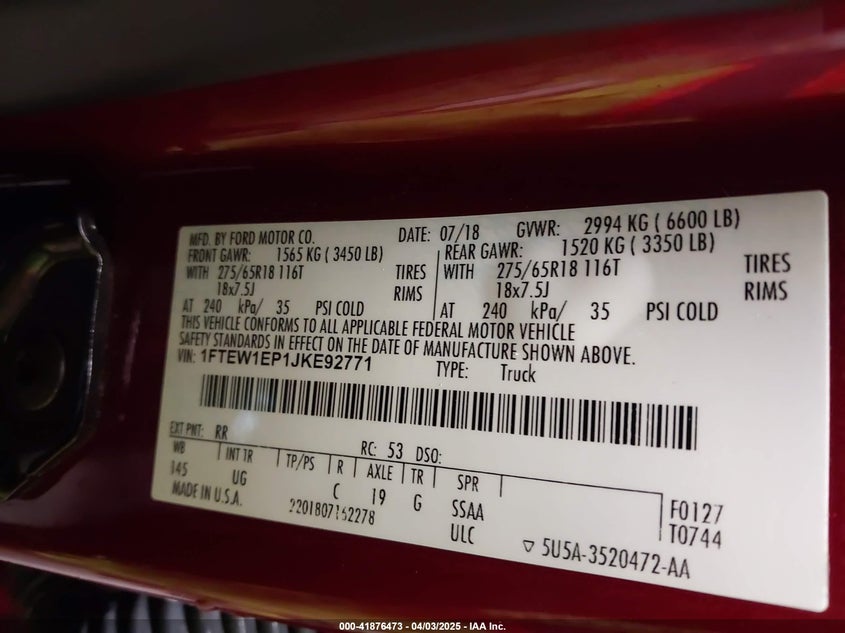 MFD. BY FORD MOTOR CO. DATE: 07/18 GVWR: 2994 KG ( 6600 LB)
FRONT GAWR: 1565 KG ( 3450 LB) REAR GAWR: 1520 KG ( 3350 LB)
WITH 275/65R18 116T TIRES WITH 275/65R18 116T TIRES
18x7.5J RIMS 18x7.5J RIMS
AT 240 kPa/ 35 PSI COLD AT 240 kPa/ 35 PSI COLD
THIS VEHICLE CONFORMS TO ALL APPLICABLE FEDERAL MOTOR VEHICLE
SAFETY STANDARDS IN EFFECT ON THE DATE OF MANUFACTURE SHOWN ABOVE.
VIN: 1FTEW1EP1JKE92771 TYPE: Truck
EXT PNT: RR RC: 53 DSO:
WB INT TR TP/PS R AXLE TR SPR
145 UG C 19 G SSAA F0127
MADE IN U.S.A. 2201807162278 ULC T0744
5U5A-3520472-AA
000-41876473 - 04/03/2025 - IAA Inc.